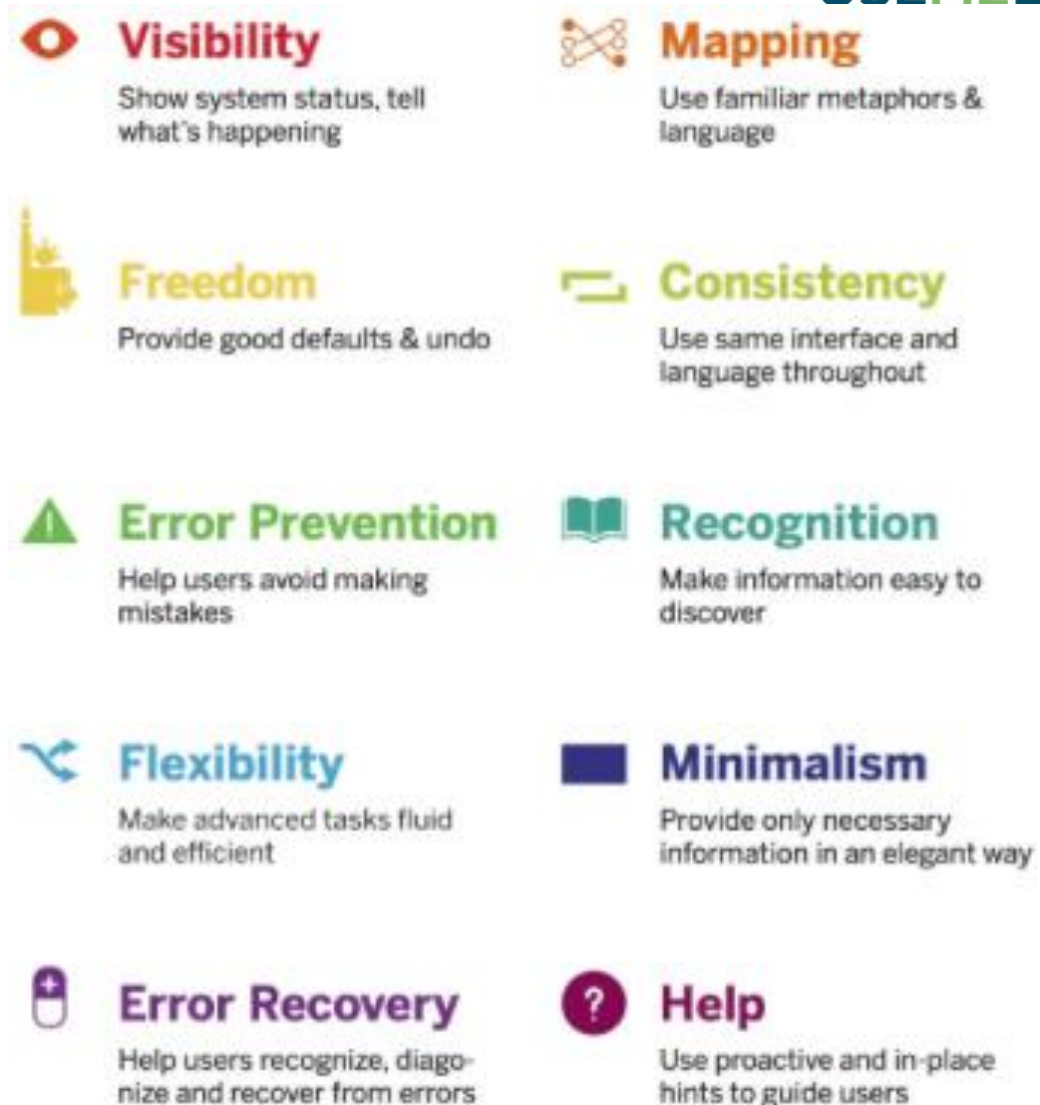 Visibility
Show system status, tell
what's happening
Mapping
Use familiar metaphors &
language
Freedom
Provide good defaults & undo
Consistency
Use same interface and
language throughout
Error Prevention
Help users avoid making
mistakes
Recognition
Make information easy to
discover
Flexibility
Make advanced tasks fluid
and efficient
Minimalism
Provide only necessary
information in an elegant way
Error Recovery
Help users recognize, diago-
nize and recover from errors
?
Help
Use proactive and in-place
hints to guide users